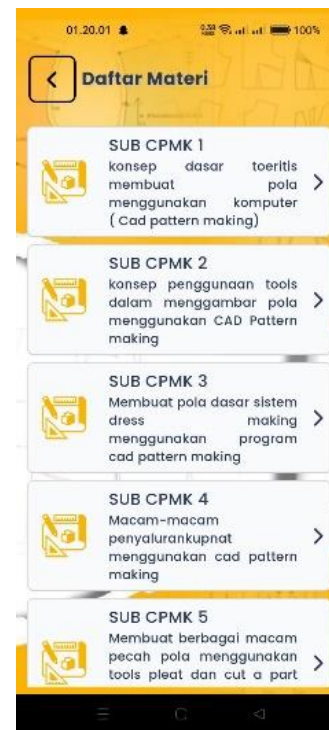 01.20.01
100%
Daftar Materi
SUB CPMK 1
konsep dasar toeritis
membuat pola
menggunakan komputer
( Cad pattern making)
SUB CPMK 2
konsep penggunaan tools
dalam menggambar pola
menggunakan CAD Pattern
making
SUB CPMK 3
Membuat pola dasar sistem
dress making
menggunakan program
cad pattern making
SUB CPMK 4
Macam-macam
penyalurankupnat
menggunakan cad pattern
making
SUB CPMK 5
Membuat berbagai macam
pecah pola menggunakan
tools pleat dan cut a part